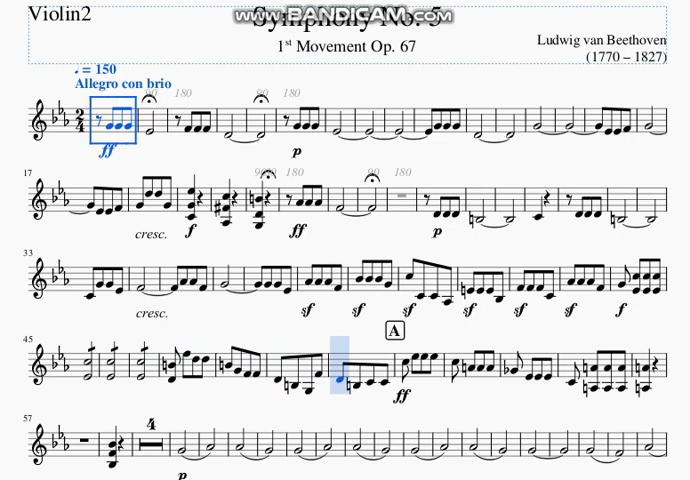 www.BANDICAM.com
Violin2
Symphony No. 5
1st Movement Op. 67
Ludwig van Beethoven
(1770 – 1827)
♩. = 150
Allegro con brio
90 180 90 180
2
4
ff p
17
90 180
cresc. f ff p
33
cresc. sf sf sf sf sf sf f
45
A
ff
57
4
p